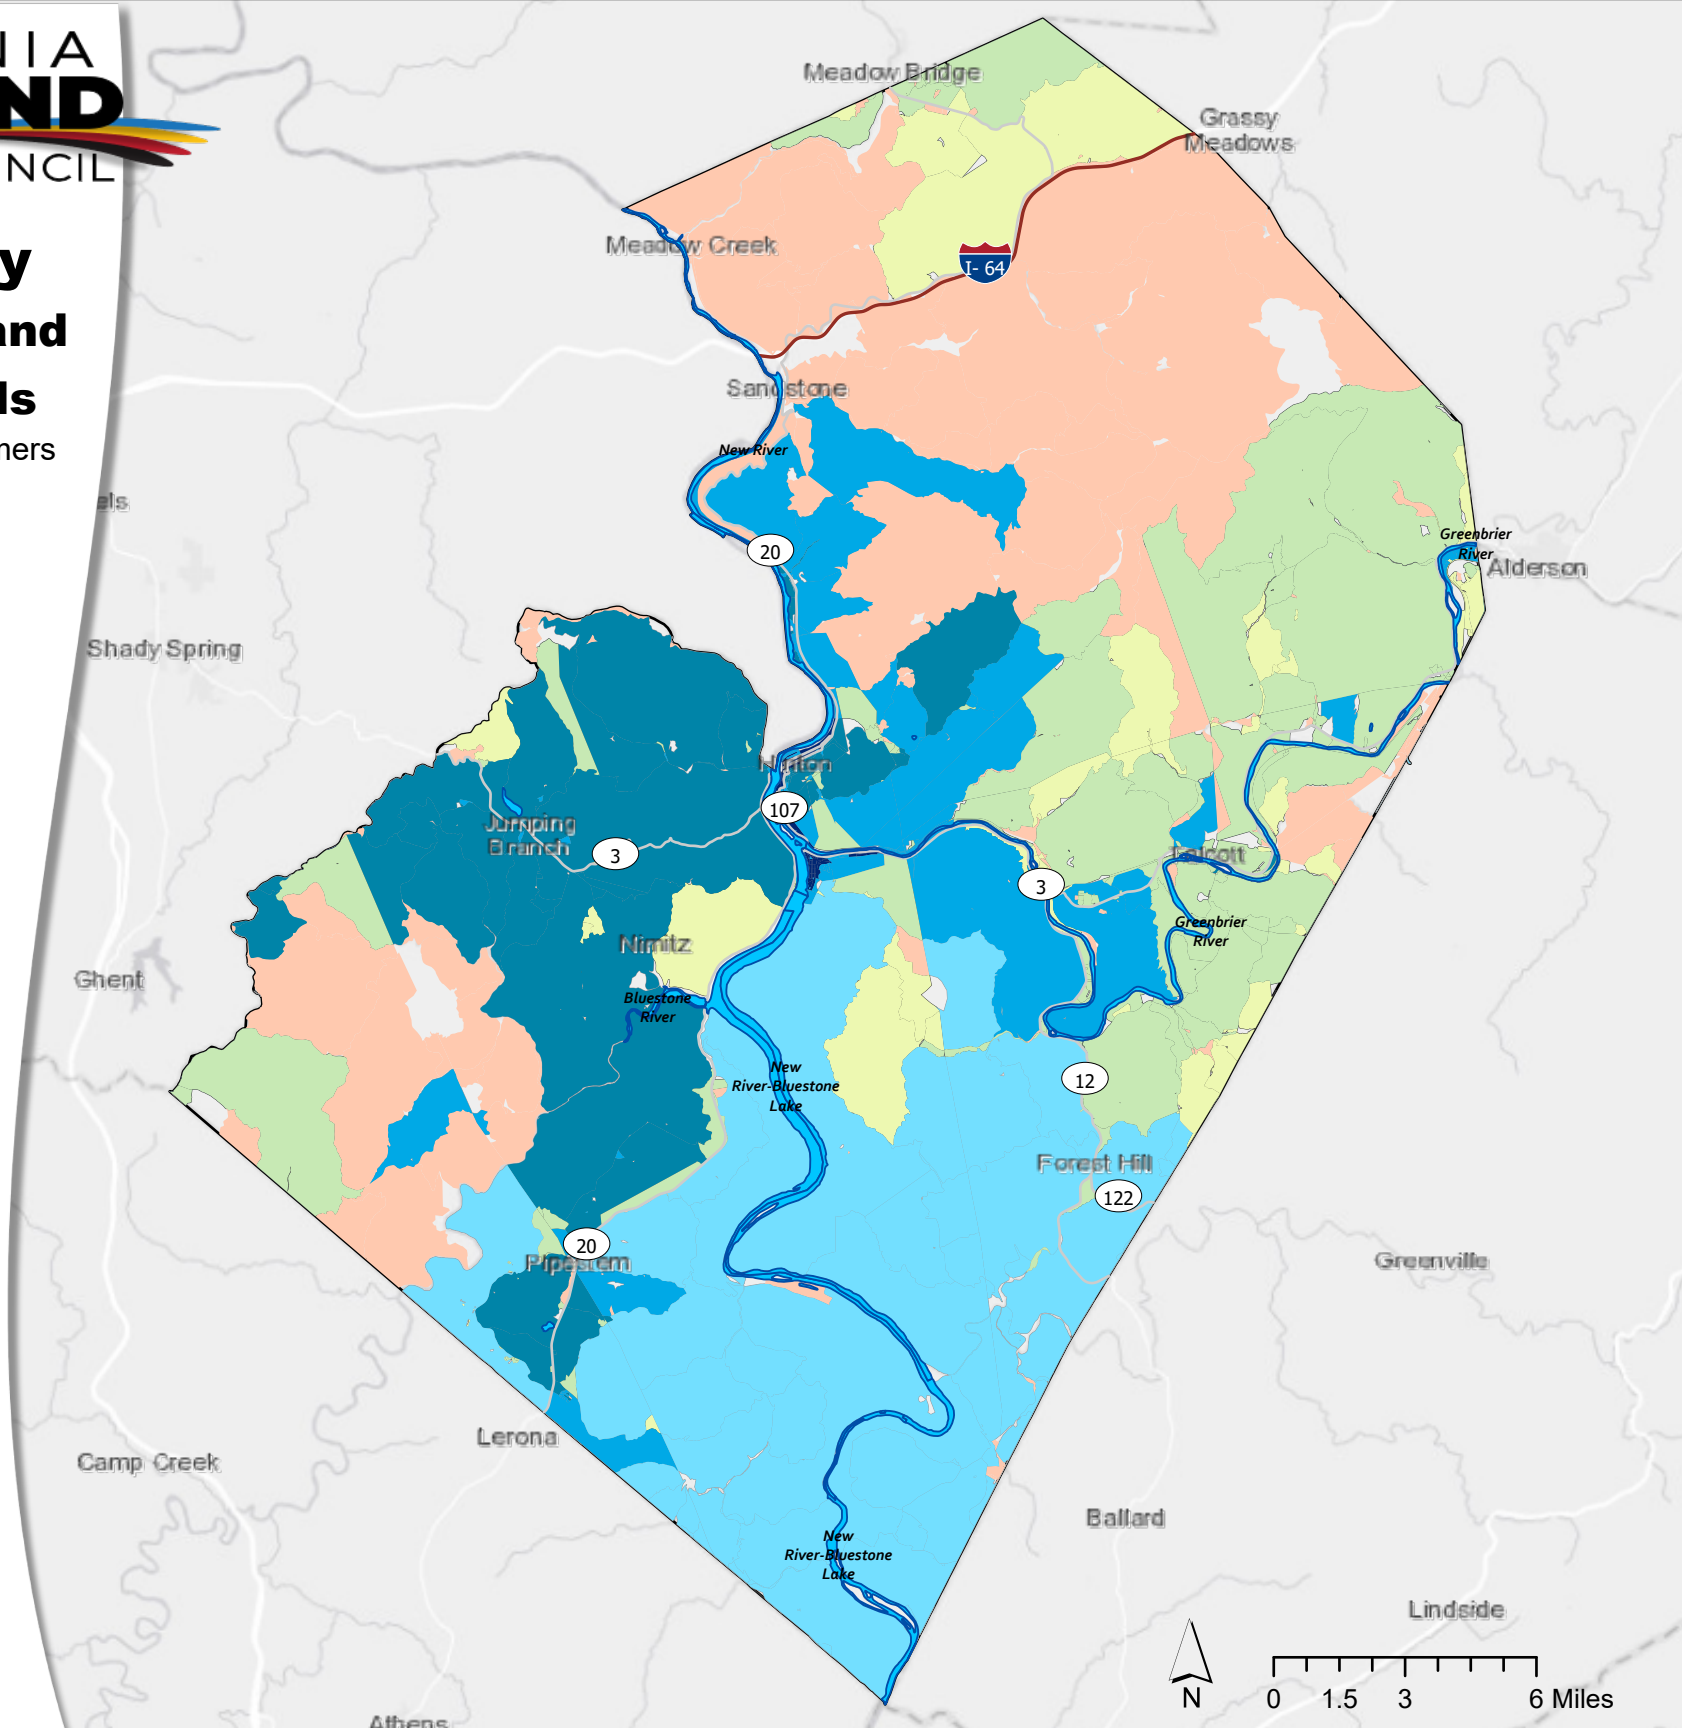 NIA
ND
NCIL
y
and
ls
ners
Meadow Bridge
Grassy
Meadows
Meadow Creek
I- 64
Sandstone
New River
els
20
Greenbrier
River
Alderson
Shady Spring
Hinton
107
Jumping
Branch
3
Talcott
3
Greenbrier
River
Nimitz
Ghent
Bluestone
River
New
River-Bluestone
Lake
12
Forest Hill
122
20
Pipestem
Greenville
Lerona
Camp Creek
Ballard
New
River-Bluestone
Lake
Lindside
N
0 1.5 3 6 Miles
Athens